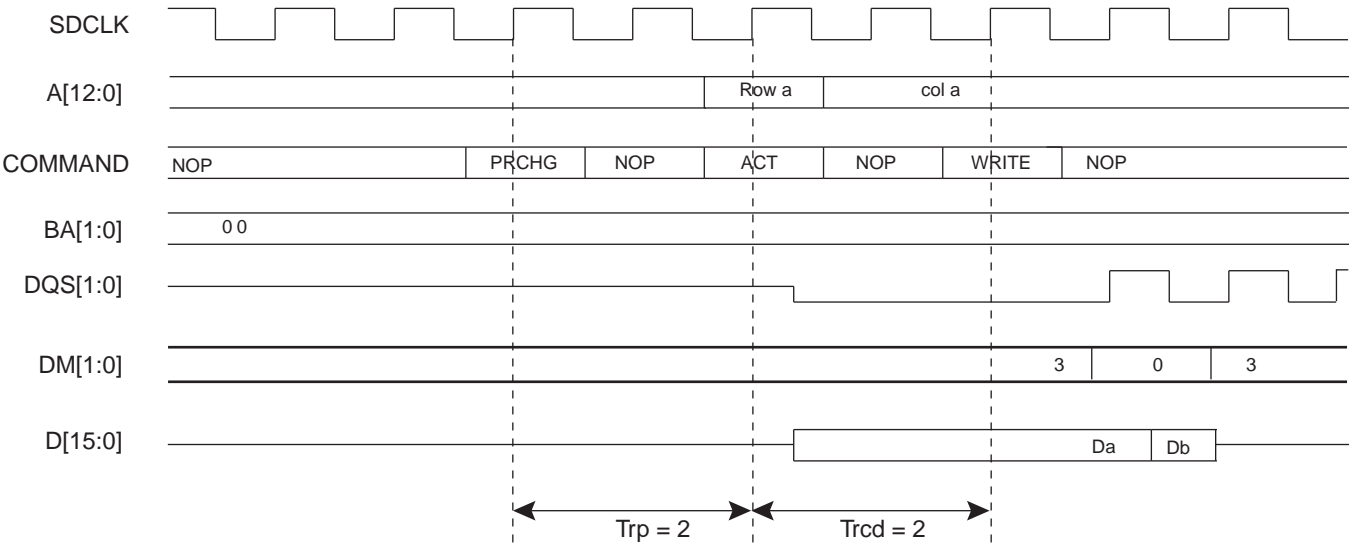 SDCLK
A[12:0] Row a col a
COMMAND NOP PRCHG NOP ACT NOP WRITE NOP
BA[1:0] 0 0
DQS[1:0]
DM[1:0] 3 0 3
D[15:0] Da Db
Trp = 2 Trcd = 2